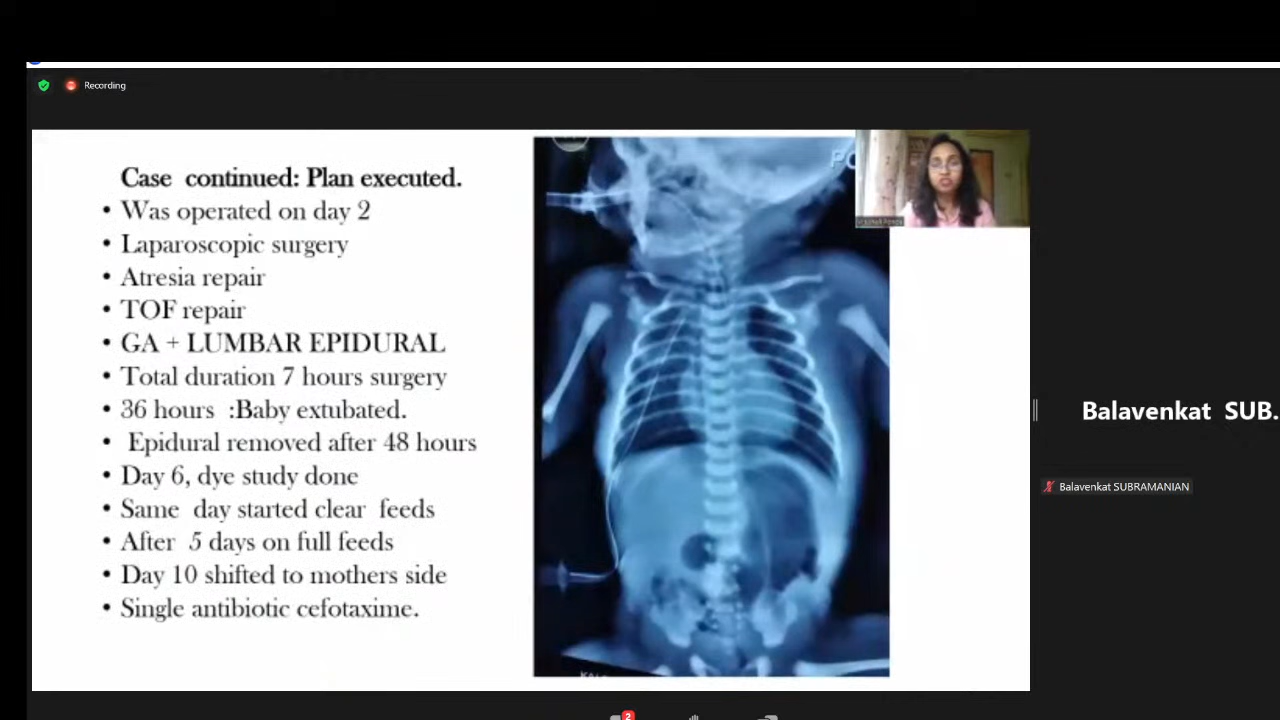 Recording
Case continued: Plan executed.
• Was operated on day 2
• Laparoscopic surgery
• Atresia repair
• TOF repair
• GA + LUMBAR EPIDURAL
• Total duration 7 hours surgery
• 36 hours :Baby extubated.
• Epidural removed after 48 hours
• Day 6, dye study done
• Same day started clear feeds
• After 5 days on full feeds
• Day 10 shifted to mothers side
• Single antibiotic cefotaxime.
Balavenkat SUB.
Balavenkat SUBRAMANIAN
2